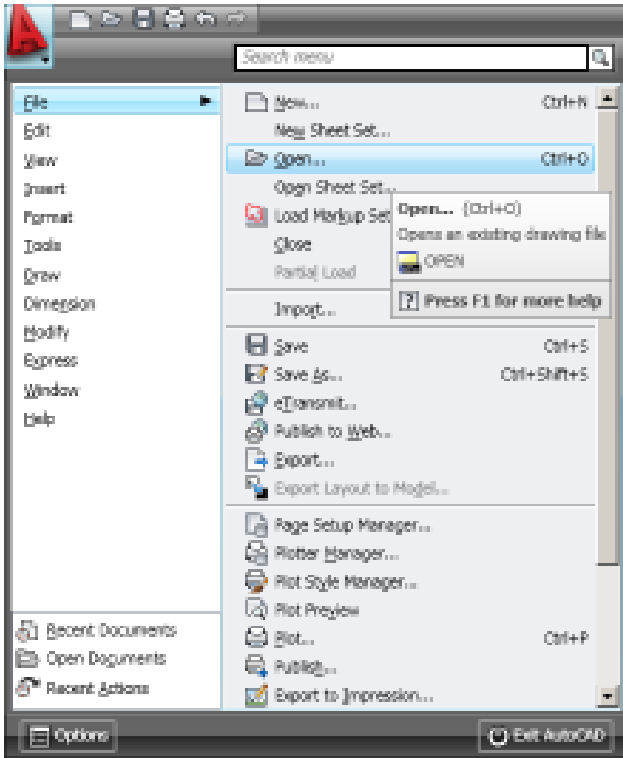 Search menu
File
Edit
View
Insert
Format
Tools
Draw
Dimension
Modify
Express
Window
Help
Recent Documents
Open Documents
Recent Actions
New... Ctrl+N
New Sheet Set...
Open... Ctrl+O
Open Sheet Set...
Load Markup Set
Close
Partial Load
Import...
Open... (Ctrl+O)
Opens an existing drawing file
OPEN
Press F1 for more help
Save Ctrl+S
Save As... Ctrl+Shift+S
eTransmit...
Publish to Web...
Export...
Export Layout to Model...
Page Setup Manager...
Plotter Manager...
Plot Style Manager...
Plot Preview
Plot... Ctrl+P
Publish...
Export to Impression...
Options
Exit AutoCAD